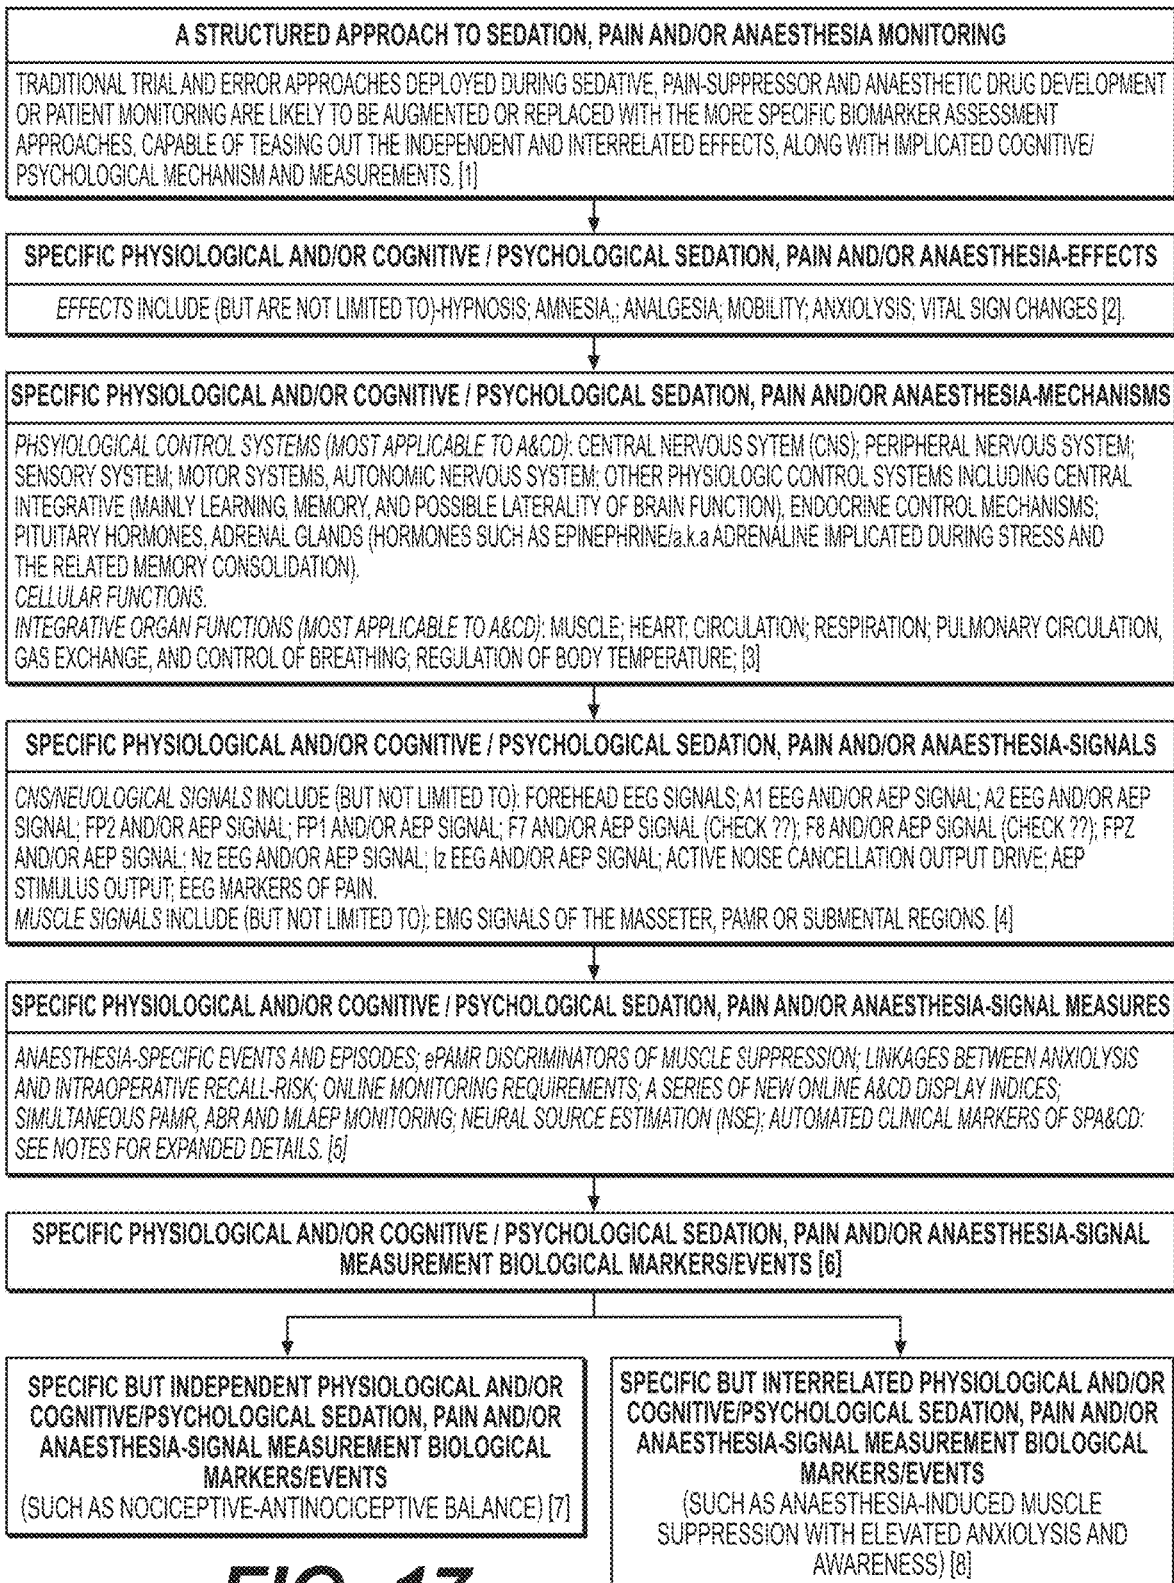 A STRUCTURED APPROACH TO SEDATION, PAIN AND/OR ANAESTHESIA MONITORING
TRADITIONAL TRIAL AND ERROR APPROACHES DEPLOYED DURING SEDATIVE, PAIN-SUPPRESSOR AND ANAESTHETIC DRUG DEVELOPMENT
OR PATIENT MONITORING ARE LIKELY TO BE AUGMENTED OR REPLACED WITH THE MORE SPECIFIC BIOMARKER ASSESSMENT
APPROACHES, CAPABLE OF TEASING OUT THE INDEPENDENT AND INTERRELATED EFFECTS, ALONG WITH IMPLICATED COGNITIVE/
PSYCHOLOGICAL MECHANISM AND MEASUREMENTS. [1]
SPECIFIC PHYSIOLOGICAL AND/OR COGNITIVE / PSYCHOLOGICAL SEDATION, PAIN AND/OR ANAESTHESIA-EFFECTS
EFFECTS INCLUDE (BUT ARE NOT LIMITED TO)-HYPNOSIS; AMNESIA,; ANALGESIA; MOBILITY; ANXIOLYSIS; VITAL SIGN CHANGES [2].
SPECIFIC PHYSIOLOGICAL AND/OR COGNITIVE / PSYCHOLOGICAL SEDATION, PAIN AND/OR ANAESTHESIA-MECHANISMS
PHSYIOLOGICAL CONTROL SYSTEMS (MOST APPLICABLE TO A&CD): CENTRAL NERVOUS SYTEM (CNS); PERIPHERAL NERVOUS SYSTEM;
SENSORY SYSTEM; MOTOR SYSTEMS, AUTONOMIC NERVOUS SYSTEM; OTHER PHYSIOLOGIC CONTROL SYSTEMS INCLUDING CENTRAL
INTEGRATIVE (MAINLY LEARNING, MEMORY, AND POSSIBLE LATERALITY OF BRAIN FUNCTION), ENDOCRINE CONTROL MECHANISMS;
PITUITARY HORMONES, ADRENAL GLANDS (HORMONES SUCH AS EPINEPHRINE/a.k.a ADRENALINE IMPLICATED DURING STRESS AND
THE RELATED MEMORY CONSOLIDATION).
CELLULAR FUNCTIONS.
INTEGRATIVE ORGAN FUNCTIONS (MOST APPLICABLE TO A&CD): MUSCLE; HEART; CIRCULATION; RESPIRATION; PULMONARY CIRCULATION,
GAS EXCHANGE, AND CONTROL OF BREATHING; REGULATION OF BODY TEMPERATURE; [3]
SPECIFIC PHYSIOLOGICAL AND/OR COGNITIVE / PSYCHOLOGICAL SEDATION, PAIN AND/OR ANAESTHESIA-SIGNALS
CNS/NEUOLOGICAL SIGNALS INCLUDE (BUT NOT LIMITED TO): FOREHEAD EEG SIGNALS; A1 EEG AND/OR AEP SIGNAL; A2 EEG AND/OR AEP
SIGNAL; FP2 AND/OR AEP SIGNAL; FP1 AND/OR AEP SIGNAL; F7 AND/OR AEP SIGNAL (CHECK ??); F8 AND/OR AEP SIGNAL (CHECK ??); FPZ
AND/OR AEP SIGNAL; Nz EEG AND/OR AEP SIGNAL; Iz EEG AND/OR AEP SIGNAL; ACTIVE NOISE CANCELLATION OUTPUT DRIVE; AEP
STIMULUS OUTPUT; EEG MARKERS OF PAIN.
MUSCLE SIGNALS INCLUDE (BUT NOT LIMITED TO): EMG SIGNALS OF THE MASSETER, PAMR OR SUBMENTAL REGIONS. [4]
SPECIFIC PHYSIOLOGICAL AND/OR COGNITIVE / PSYCHOLOGICAL SEDATION, PAIN AND/OR ANAESTHESIA-SIGNAL MEASURES
ANAESTHESIA-SPECIFIC EVENTS AND EPISODES; ePAMR DISCRIMINATORS OF MUSCLE SUPPRESSION; LINKAGES BETWEEN ANXIOLYSIS
AND INTRAOPERATIVE RECALL-RISK; ONLINE MONITORING REQUIREMENTS; A SERIES OF NEW ONLINE A&CD DISPLAY INDICES;
SIMULTANEOUS PAMR, ABR AND MLAEP MONITORING; NEURAL SOURCE ESTIMATION (NSE); AUTOMATED CLINICAL MARKERS OF SPA&CD:
SEE NOTES FOR EXPANDED DETAILS. [5]
SPECIFIC PHYSIOLOGICAL AND/OR COGNITIVE / PSYCHOLOGICAL SEDATION, PAIN AND/OR ANAESTHESIA-SIGNAL
MEASUREMENT BIOLOGICAL MARKERS/EVENTS [6]
SPECIFIC BUT INDEPENDENT PHYSIOLOGICAL AND/OR
COGNITIVE/PSYCHOLOGICAL SEDATION, PAIN AND/OR
ANAESTHESIA-SIGNAL MEASUREMENT BIOLOGICAL
MARKERS/EVENTS
(SUCH AS NOCICEPTIVE-ANTINOCICEPTIVE BALANCE) [7]
SPECIFIC BUT INTERRELATED PHYSIOLOGICAL AND/OR
COGNITIVE/PSYCHOLOGICAL SEDATION, PAIN AND/OR
ANAESTHESIA-SIGNAL MEASUREMENT BIOLOGICAL
MARKERS/EVENTS
(SUCH AS ANAESTHESIA-INDUCED MUSCLE
SUPPRESSION WITH ELEVATED ANXIOLYSIS AND
AWARENESS) [8]
FIG. 17